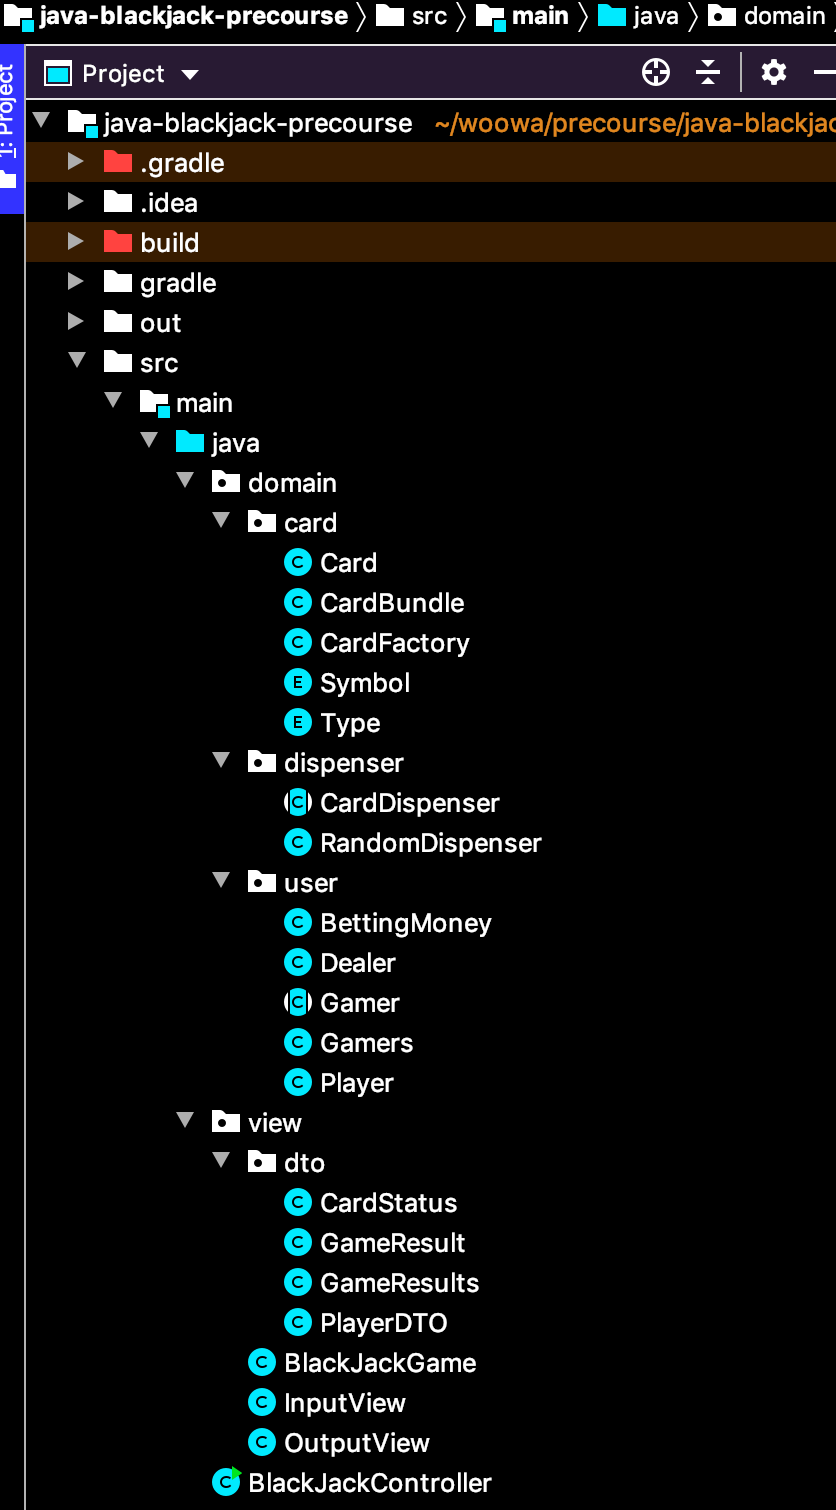 java-blackjack-precourse src main java domain
1: Project
Project
java-blackjack-precourse ~/woowa/precourse/java-blackjac
.gradle
.idea
build
gradle
out
src
main
java
domain
card
C Card
C CardBundle
C CardFactory
E Symbol
E Type
dispenser
C CardDispenser
C RandomDispenser
user
C BettingMoney
C Dealer
C Gamer
C Gamers
C Player
view
dto
C CardStatus
C GameResult
C GameResults
C PlayerDTO
C BlackJackGame
C InputView
C OutputView
C BlackJackController